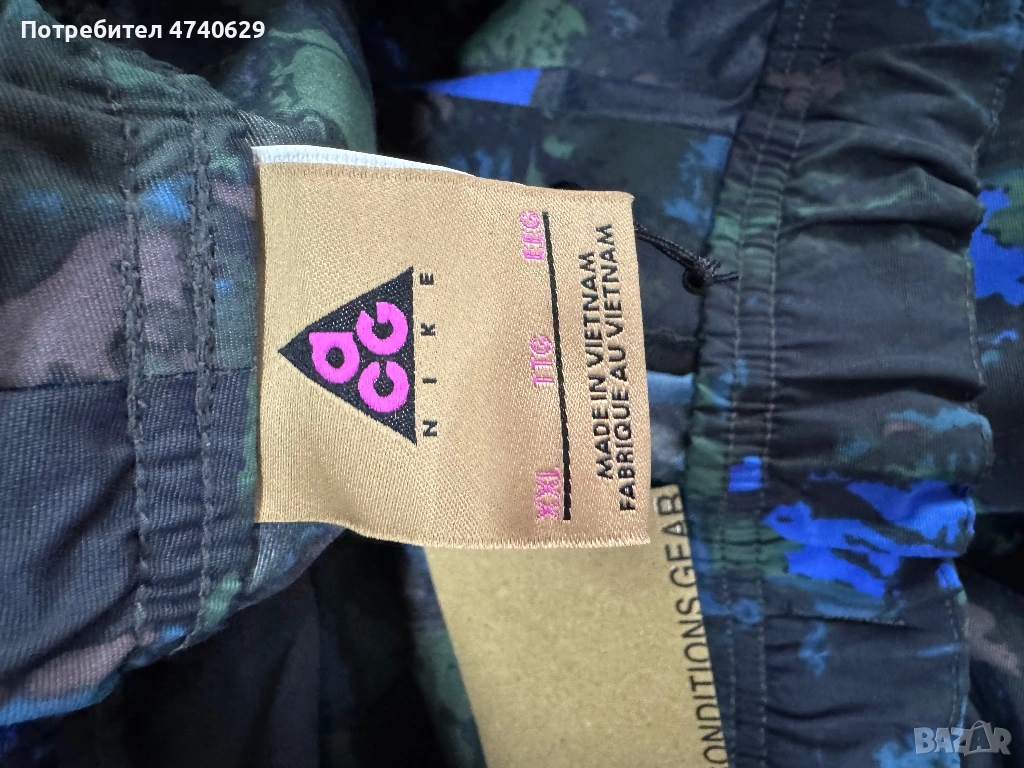 Потребител 4740629
aCG
NIKE
XXL TTG EEG
MADE IN VIETNAM
FABRIQUE AU VIETNAM
CONDITIONS GEAR
BAZAR